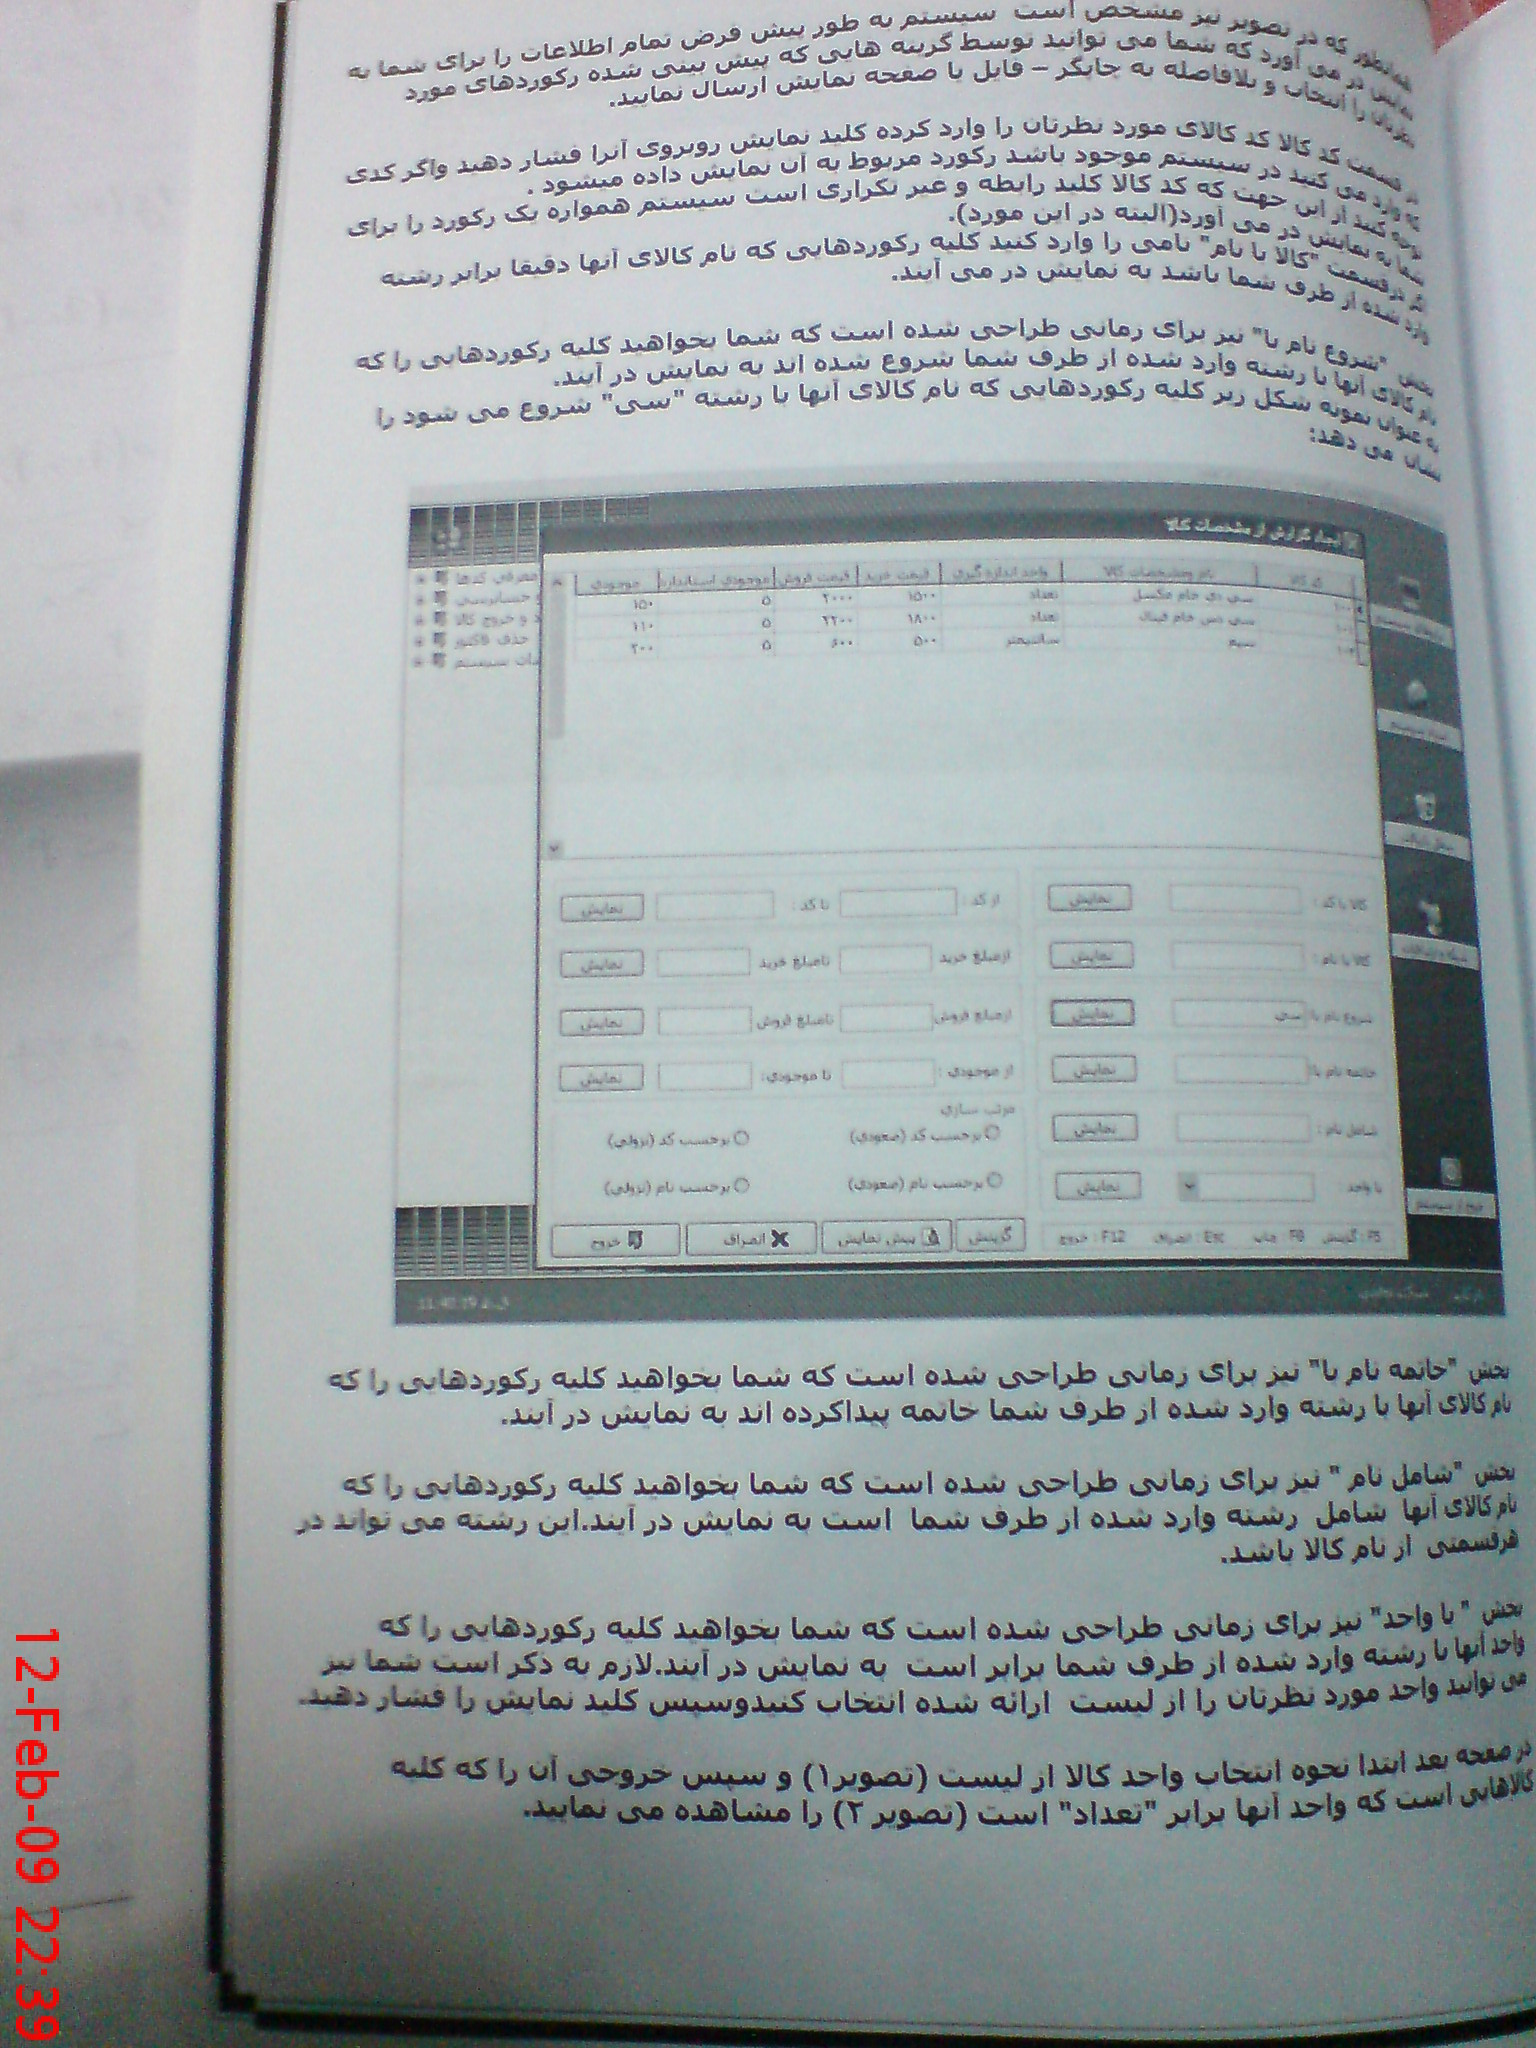 همانطور که در تصویر نیز مشخص است سیستم به طور پیش فرض تمام اطلاعات را برای شما به
نمایش در می آورد که شما می توانید توسط گزینه هایی که پیش بینی شده رکوردهای مورد
نظرتان را انتخاب و بلافاصله به چاپگر – فایل یا صفحه نمایش ارسال نمایید.
در قسمت کد کالا کد کالای مورد نظرتان را وارد کرده کلید نمایش روبروی آنرا فشار دهید واگر کدی
که وارد می کنید در سیستم موجود باشد رکورد مربوط به آن نمایش داده میشود .
توجه کنید از این جهت که کد کالا کلید رابطه و غیر تکراری است سیستم همواره یک رکورد را برای
شما به نمایش در می آورد(البته در این مورد).
اگر درقسمت "کالا با نام" نامی را وارد کنید کلیه رکوردهایی که نام کالای آنها دقیقا برابر رشته
وارد شده از طرف شما باشد به نمایش در می آیند.
بخش "شروع نام با" نیز برای زمانی طراحی شده است که شما بخواهید کلیه رکوردهایی را که
نام کالای آنها با رشته وارد شده از طرف شما شروع شده اند به نمایش در آیند.
به عنوان نمونه شکل زیر کلیه رکوردهایی که نام کالای آنها با رشته "سی" شروع می شود را
نشان می دهد:
ایجاد گزارش از مشخصات کالا
کد کالا نام ومشخصات کالا واحد اندازه گیری قیمت خرید قیمت فروش موجودی استاندارد موجودی
۱۰۰ سی دی خام مکسل تعداد ۱۵۰۰ ۲۰۰۰ ۵ ۱۵۰
سی دی خام فینال تعداد ۱۸۰۰ ۲۲۰۰ ۵ ۱۱۰
سیم سانتیمتر ۵۰۰ ۶۰۰ ۵ ۲۰۰
معرفی کدها
حسابرسی
د و خروج کالا
حذف فاکتور
ات سیستم
کالا با کد : نمایش از کد : تا کد : نمایش
کالا با نام : نمایش ازمبلغ خرید تامبلغ خرید نمایش
شروع نام با: سی نمایش ازمبلغ فروش تامبلغ فروش نمایش
خاتمه نام با: نمایش از موجودی : تا موجودی: نمایش
شامل نام : نمایش
مرتب سازی
برحسب کد (صعودی) برحسب کد (نزولی)
با واحد : نمایش برحسب نام (صعودی) برحسب نام (نزولی)
F5 : گزینش F6 : چاپ Esc : انصراف F12 : خروج
گزینش پیش نمایش انصراف خروج
خروج از سیستم
بخش "خاتمه نام با" نیز برای زمانی طراحی شده است که شما بخواهید کلیه رکوردهایی را که
نام کالای آنها با رشته وارد شده از طرف شما خاتمه پیداکرده اند به نمایش در آیند.
بخش "شامل نام " نیز برای زمانی طراحی شده است که شما بخواهید کلیه رکوردهایی را که
نام کالای آنها شامل رشته وارد شده از طرف شما است به نمایش در آیند.این رشته می تواند در
هرقسمتی از نام کالا باشد.
بخش " با واحد" نیز برای زمانی طراحی شده است که شما بخواهید کلیه رکوردهایی را که
واحد آنها با رشته وارد شده از طرف شما برابر است به نمایش در آیند.لازم به ذکر است شما نیز
می توانید واحد مورد نظرتان را از لیست ارائه شده انتخاب کنیدوسپس کلید نمایش را فشار دهید.
در صفحه بعد ابتدا نحوه انتخاب واحد کالا از لیست (تصویر۱) و سپس خروجی آن را که کلیه
کالاهایی است که واحد آنها برابر "تعداد" است (تصویر ۲) را مشاهده می نمایید.
12-Feb-09 22:39